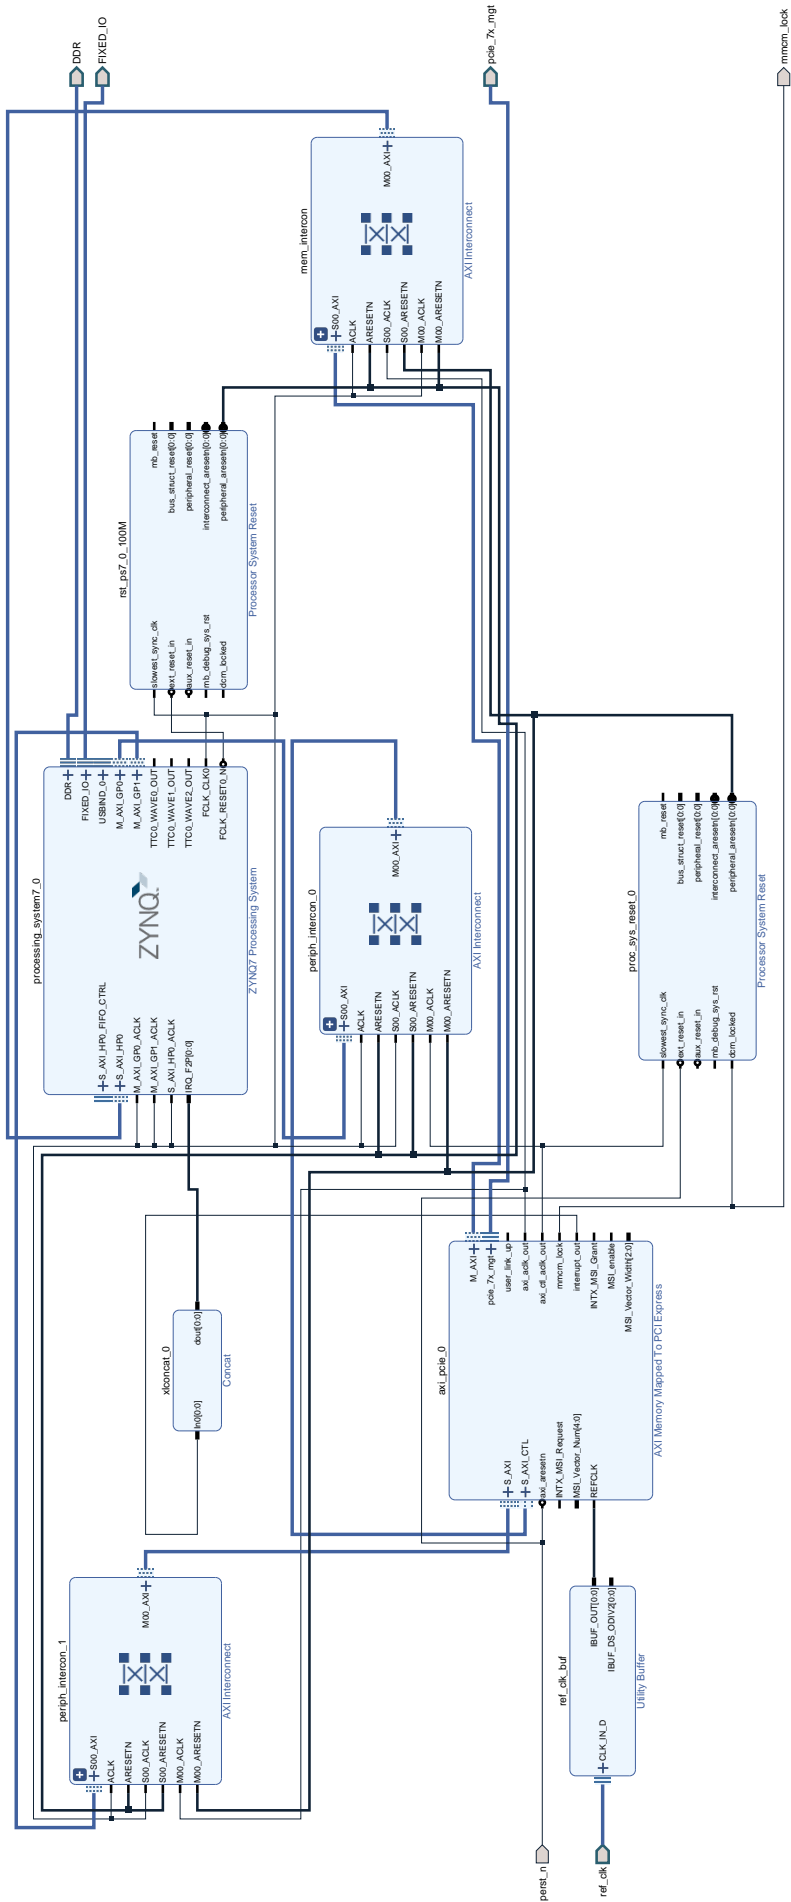 DDR
FIXED_IO
pcie_7x_mgt
mmcm_lock
mem_intercon
S00_AXI
ACLK
ARESETN
S00_ACLK
S00_ARESETN
M00_ACLK
M00_ARESETN
M00_AXI
AXI Interconnect
rst_ps7_0_100M
slowest_sync_clk
ext_reset_in
aux_reset_in
mb_debug_sys_rst
dcm_locked
mb_reset
bus_struct_reset[0:0]
peripheral_reset[0:0]
interconnect_aresetn[0:0]
peripheral_aresetn[0:0]
Processor System Reset
processing_system7_0
S_AXI_HP0_FIFO_CTRL
S_AXI_HP0
M_AXI_GP0_ACLK
M_AXI_GP1_ACLK
S_AXI_HP0_ACLK
IRQ_F2P[0:0]
ZYNQ
DDR
FIXED_IO
USBIND_0
M_AXI_GP0
M_AXI_GP1
TTC0_WAVE0_OUT
TTC0_WAVE1_OUT
TTC0_WAVE2_OUT
FCLK_CLK0
FCLK_RESET0_N
ZYNQ7 Processing System
periph_intercon_0
S00_AXI
ACLK
ARESETN
S00_ACLK
S00_ARESETN
M00_ACLK
M00_ARESETN
M00_AXI
AXI Interconnect
proc_sys_reset_0
slowest_sync_clk
ext_reset_in
aux_reset_in
mb_debug_sys_rst
dcm_locked
mb_reset
bus_struct_reset[0:0]
peripheral_reset[0:0]
interconnect_aresetn[0:0]
peripheral_aresetn[0:0]
Processor System Reset
xlconcat_0
In0[0:0]
dout[0:0]
Concat
axi_pcie_0
S_AXI
S_AXI_CTL
axi_aresetn
INTX_MSI_Request
MSI_Vector_Num[4:0]
REFCLK
M_AXI
pcie_7x_mgt
user_link_up
axi_aclk_out
axi_ctl_aclk_out
mmcm_lock
interrupt_out
INTX_MSI_Grant
MSI_enable
MSI_Vector_Width[2:0]
AXI Memory Mapped To PCI Express
periph_intercon_1
S00_AXI
ACLK
ARESETN
S00_ACLK
S00_ARESETN
M00_ACLK
M00_ARESETN
M00_AXI
AXI Interconnect
ref_clk_buf
CLK_IN_D
IBUF_OUT[0:0]
IBUF_DS_ODIV2[0:0]
Utility Buffer
perst_n
ref_clk